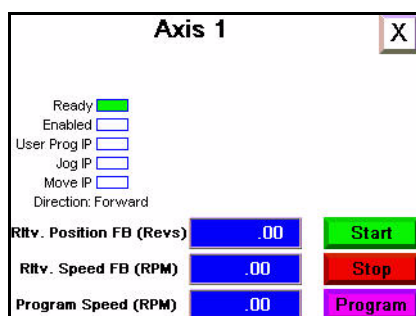 Axis 1
X
Ready
Enabled
User Prog IP
Jog IP
Move IP
Direction: Forward
Rltv. Position FB (Revs) .00 Start
Rltv. Speed FB (RPM) .00 Stop
Program Speed (RPM) .00 Program